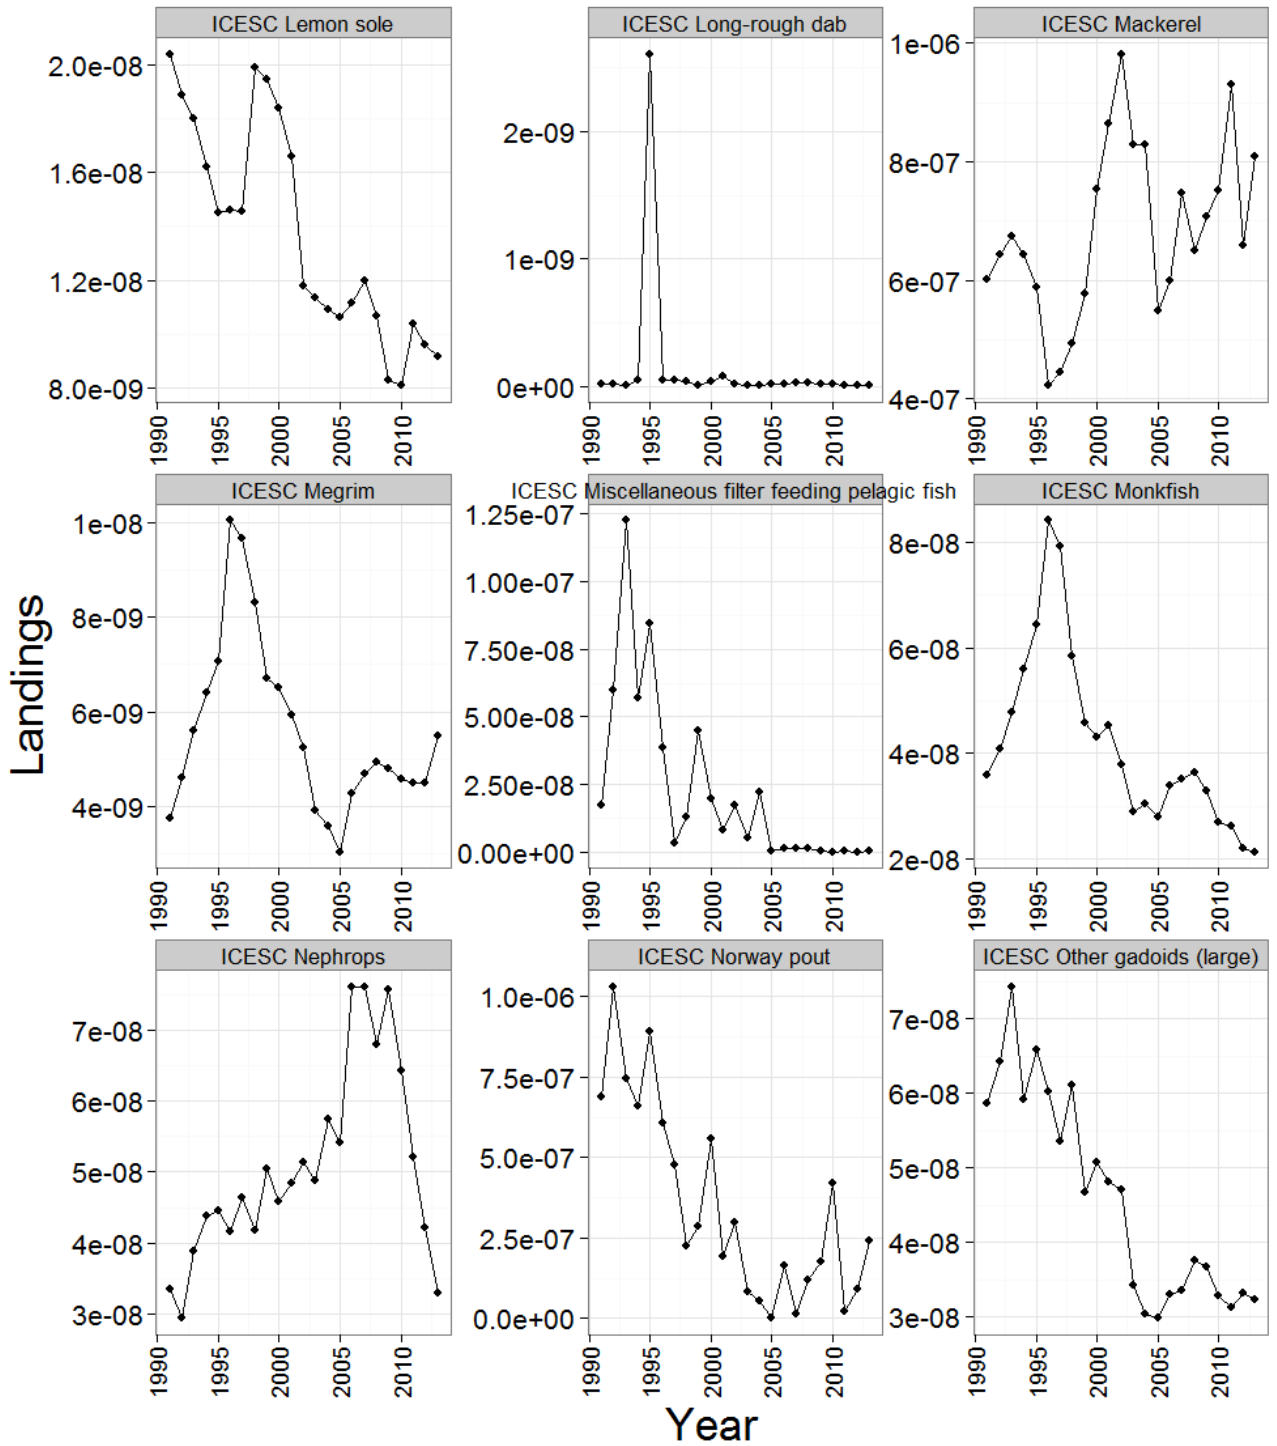 ICESC Lemon sole
ICESC Long-rough dab
ICESC Mackerel
2.0e-08
1.6e-08
1.2e-08
8.0e-09
2e-09
1e-09
0e+00
1e-06
8e-07
6e-07
4e-07
1990 1995 2000 2005 2010
1990 1995 2000 2005 2010
1990 1995 2000 2005 2010
ICESC Megrim
ICESC Miscellaneous filter feeding pelagic fish
ICESC Monkfish
1e-08
8e-09
6e-09
4e-09
1.25e-07
1.00e-07
7.50e-08
5.00e-08
2.50e-08
0.00e+00
8e-08
6e-08
4e-08
2e-08
1990 1995 2000 2005 2010
1990 1995 2000 2005 2010
1990 1995 2000 2005 2010
Landings
ICESC Nephrops
ICESC Norway pout
ICESC Other gadoids (large)
7e-08
6e-08
5e-08
4e-08
3e-08
1.0e-06
7.5e-07
5.0e-07
2.5e-07
0.0e+00
7e-08
6e-08
5e-08
4e-08
3e-08
1990 1995 2000 2005 2010
1990 1995 2000 2005 2010
1990 1995 2000 2005 2010
Year